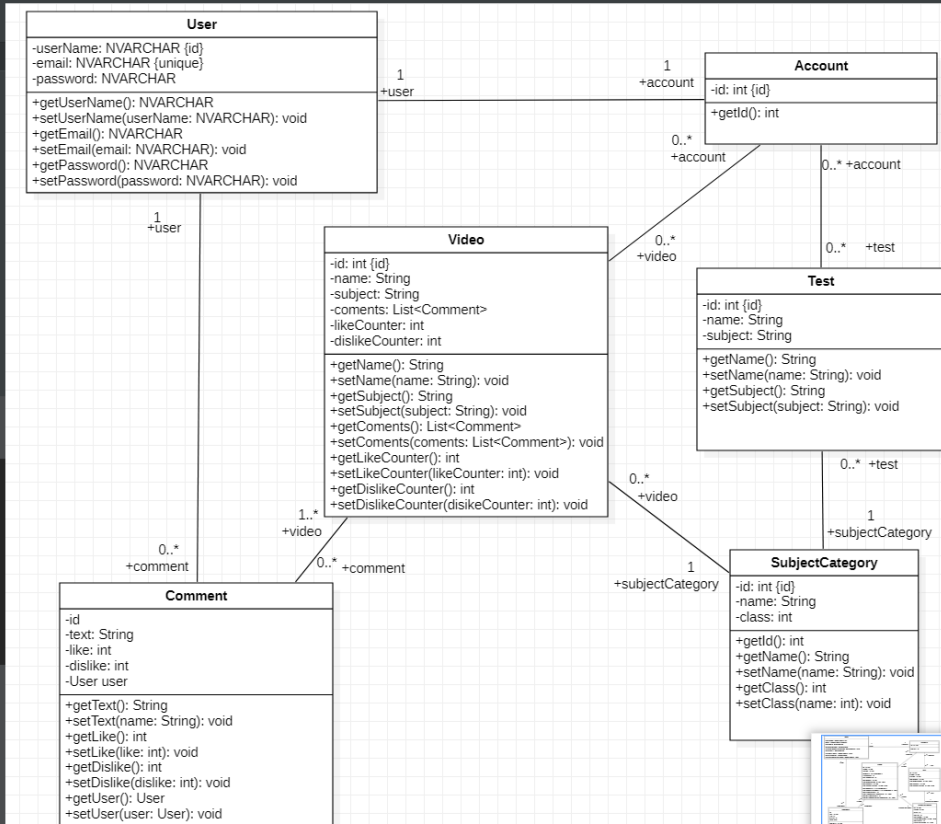 User
-userName: NVARCHAR {id}
-email: NVARCHAR {unique}
-password: NVARCHAR
+getUserName(): NVARCHAR
+setUserName(userName: NVARCHAR): void
+getEmail(): NVARCHAR
+setEmail(email: NVARCHAR): void
+getPassword(): NVARCHAR
+setPassword(password: NVARCHAR): void
1
+user
1
+account
Account
-id: int {id}
+getId(): int
0..*
+account
0..* +account
1
+user
0..*
+video
0..* +test
Video
-id: int {id}
-name: String
-subject: String
-coments: List<Comment>
-likeCounter: int
-dislikeCounter: int
+getName(): String
+setName(name: String): void
+getSubject(): String
+setSubject(subject: String): void
+getComents(): List<Comment>
+setComents(coments: List<Comment>): void
+getLikeCounter(): int
+setLikeCounter(likeCounter: int): void
+getDislikeCounter(): int
+setDislikeCounter(disikeCounter: int): void
Test
-id: int {id}
-name: String
-subject: String
+getName(): String
+setName(name: String): void
+getSubject(): String
+setSubject(subject: String): void
0..* +test
0..*
+video
1
+subjectCategory
1..*
+video
0..*
+comment
0..* +comment
1
+subjectCategory
SubjectCategory
-id: int {id}
-name: String
-class: int
+getId(): int
+getName(): String
+setName(name: String): void
+getClass(): int
+setClass(name: int): void
Comment
-id
-text: String
-like: int
-dislike: int
-User user
+getText(): String
+setText(name: String): void
+getLike(): int
+setLike(like: int): void
+getDislike(): int
+setDislike(dislike: int): void
+getUser(): User
+setUser(user: User): void